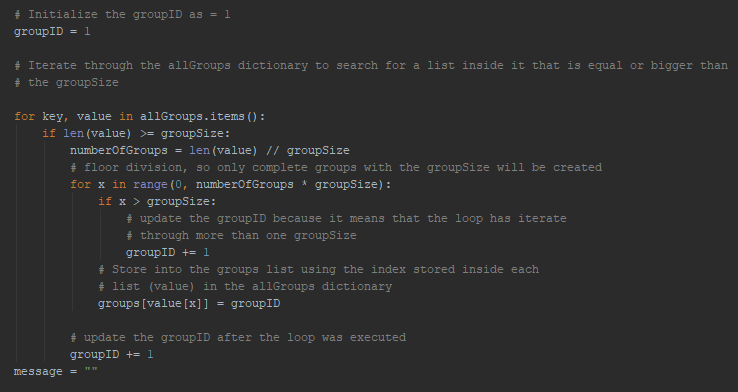 # Initialize the groupID as = 1
groupID = 1
# Iterate through the allGroups dictionary to search for a list inside it that is equal or bigger than
# the groupSize
for key, value in allGroups.items():
    if len(value) >= groupSize:
        numberOfGroups = len(value) // groupSize
        # floor division, so only complete groups with the groupSize will be created
        for x in range(0, numberOfGroups * groupSize):
            if x > groupSize:
                # update the groupID because it means that the loop has iterate
                # through more than one groupSize
                groupID += 1
            # Store into the groups list using the index stored inside each
            # list (value) in the allGroups dictionary
            groups[value[x]] = groupID
        # update the groupID after the loop was executed
        groupID += 1
message = ""